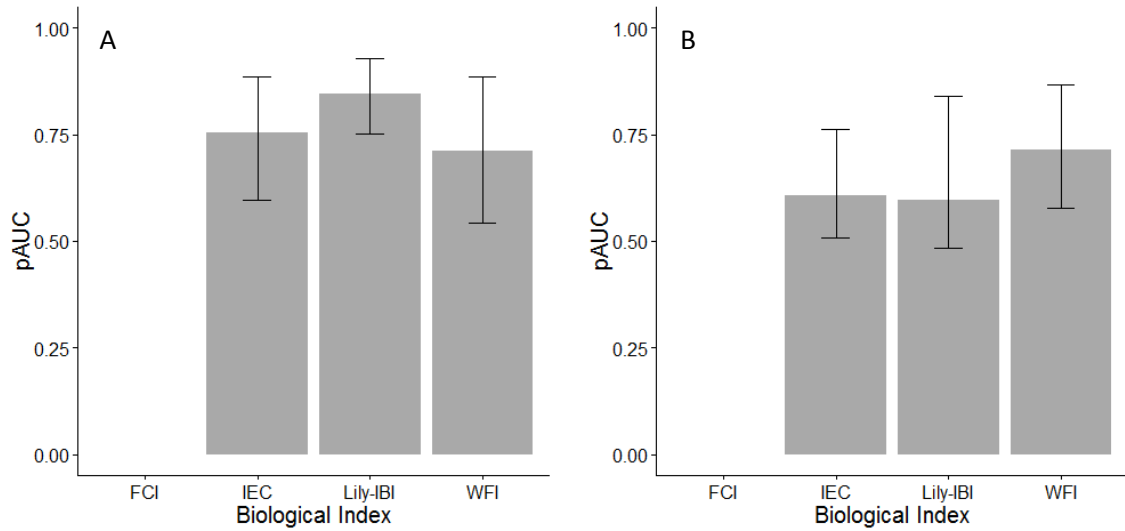 A
1.00
0.75
0.50
0.25
0.00
pAUC
FCI IEC Lily-IBI WFI
Biological Index
B
1.00
0.75
0.50
0.25
0.00
pAUC
FCI IEC Lily-IBI WFI
Biological Index